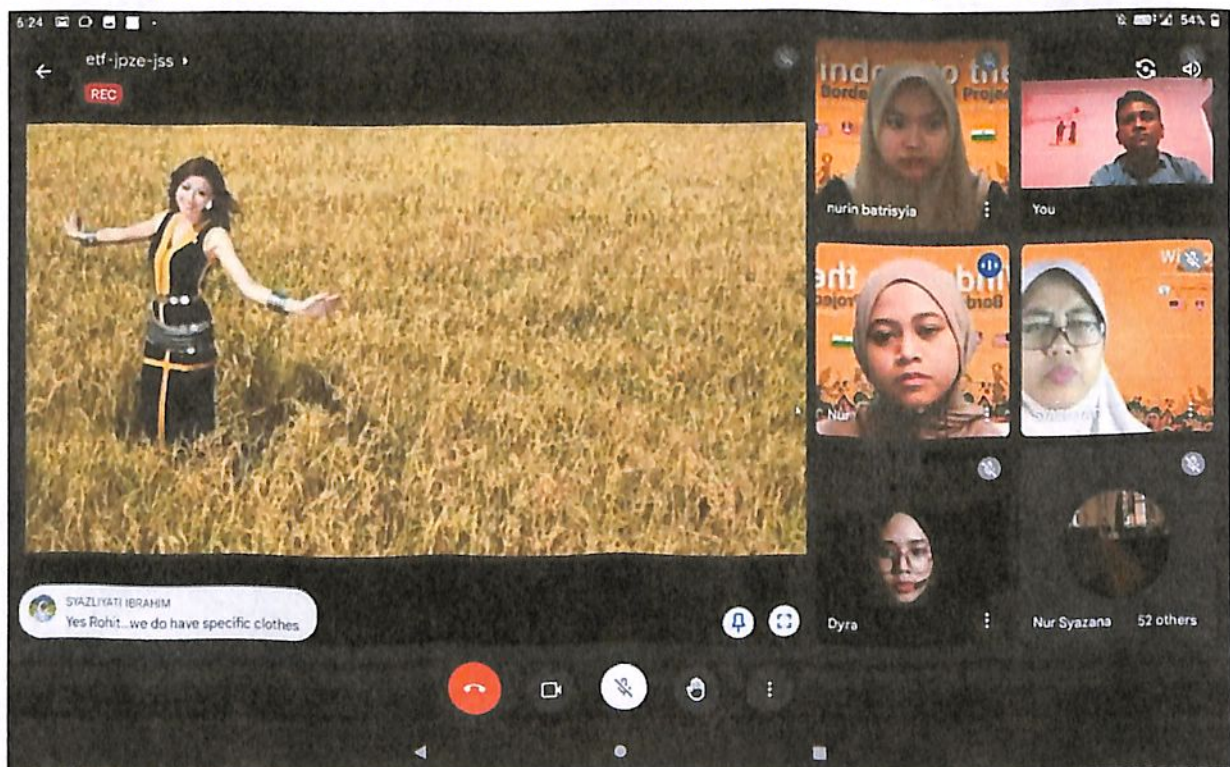 6:24
54%
etf-jpze-jss
REC
nurin batrisyia
You
Nur
SYAZLIYATI IBRAHIM
Yes Rohit...we do have specific clothes
Dyra
Nur Syazana
52 others